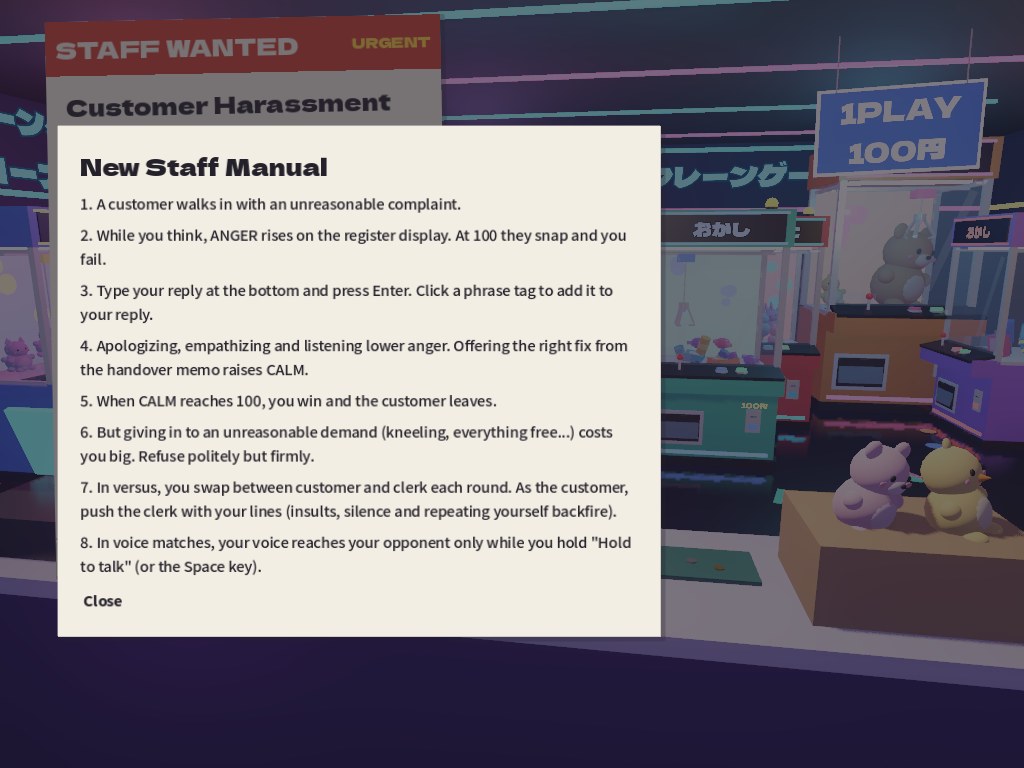 STAFF WANTED
URGENT
Customer Harassment
New Staff Manual
1. A customer walks in with an unreasonable complaint.
2. While you think, ANGER rises on the register display. At 100 they snap and you
fail.
3. Type your reply at the bottom and press Enter. Click a phrase tag to add it to
your reply.
4. Apologizing, empathizing and listening lower anger. Offering the right fix from
the handover memo raises CALM.
5. When CALM reaches 100, you win and the customer leaves.
6. But giving in to an unreasonable demand (kneeling, everything free...) costs
you big. Refuse politely but firmly.
7. In versus, you swap between customer and clerk each round. As the customer,
push the clerk with your lines (insults, silence and repeating yourself backfire).
8. In voice matches, your voice reaches your opponent only while you hold "Hold
to talk" (or the Space key).
Close
1PLAY
100円
レーンゲー
おかし
おかし
100円